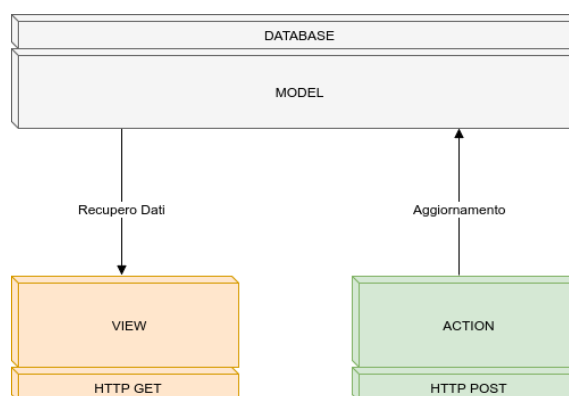 DATABASE
MODEL
Recupero Dati
Aggiornamento
VIEW
ACTION
HTTP GET
HTTP POST